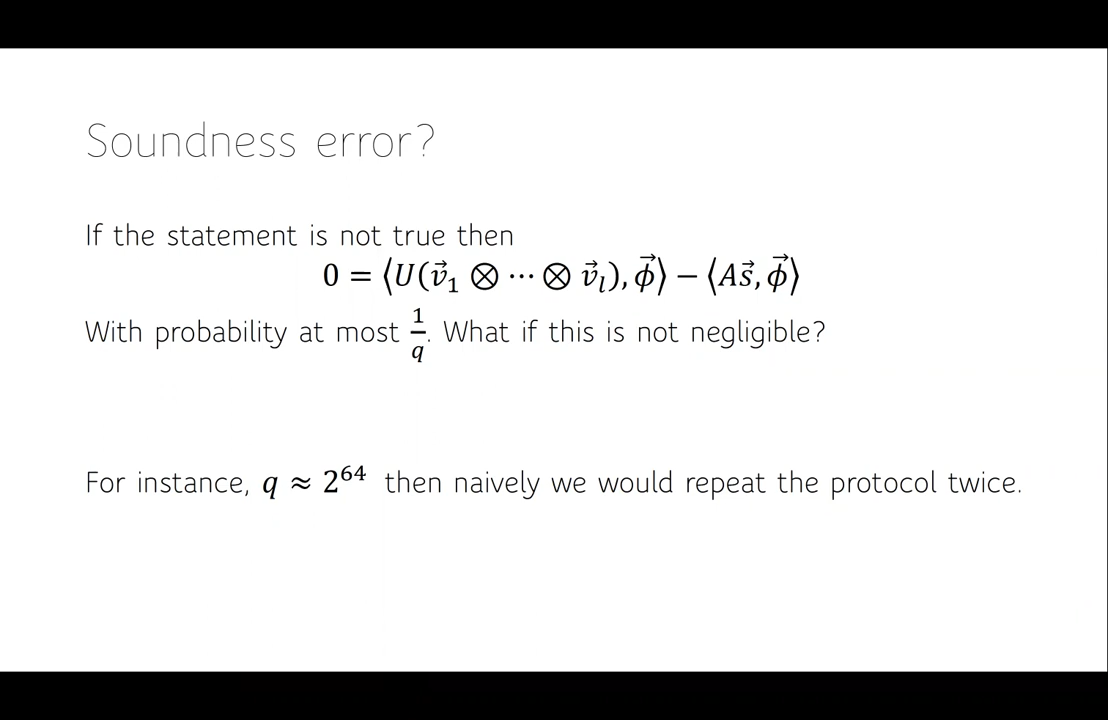 Soundness error?
If the statement is not true then
0 = ⟨U(v⃗₁ ⊗ ⋯ ⊗ v⃗ₗ), ϕ⃗⟩ − ⟨As⃗, ϕ⃗⟩
With probability at most 1/q. What if this is not negligible?
For instance, q ≈ 2⁶⁴ then naively we would repeat the protocol twice.